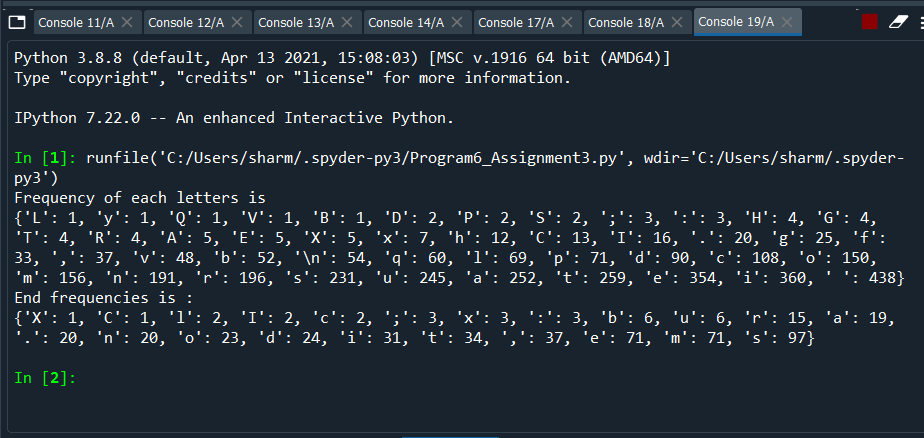 Console 11/A Console 12/A Console 13/A Console 14/A Console 17/A Console 18/A Console 19/A
Python 3.8.8 (default, Apr 13 2021, 15:08:03) [MSC v.1916 64 bit (AMD64)]
Type "copyright", "credits" or "license" for more information.
IPython 7.22.0 -- An enhanced Interactive Python.
In [1]: runfile('C:/Users/sharm/.spyder-py3/Program6_Assignment3.py', wdir='C:/Users/sharm/.spyder-
py3')
Frequency of each letters is
{'L': 1, 'y': 1, 'Q': 1, 'V': 1, 'B': 1, 'D': 2, 'P': 2, 'S': 2, ';': 3, ':': 3, 'H': 4, 'G': 4,
'T': 4, 'R': 4, 'A': 5, 'E': 5, 'X': 5, 'x': 7, 'h': 12, 'C': 13, 'I': 16, '.': 20, 'g': 25, 'f':
33, ',': 37, 'v': 48, 'b': 52, '\n': 54, 'q': 60, 'l': 69, 'p': 71, 'd': 90, 'c': 108, 'o': 150,
'm': 156, 'n': 191, 'r': 196, 's': 231, 'u': 245, 'a': 252, 't': 259, 'e': 354, 'i': 360, ' ': 438}
End frequencies is :
{'X': 1, 'C': 1, 'l': 2, 'I': 2, 'c': 2, ';': 3, 'x': 3, ':': 3, 'b': 6, 'u': 6, 'r': 15, 'a': 19,
'.': 20, 'n': 20, 'o': 23, 'd': 24, 'i': 31, 't': 34, ',': 37, 'e': 71, 'm': 71, 's': 97}
In [2]: